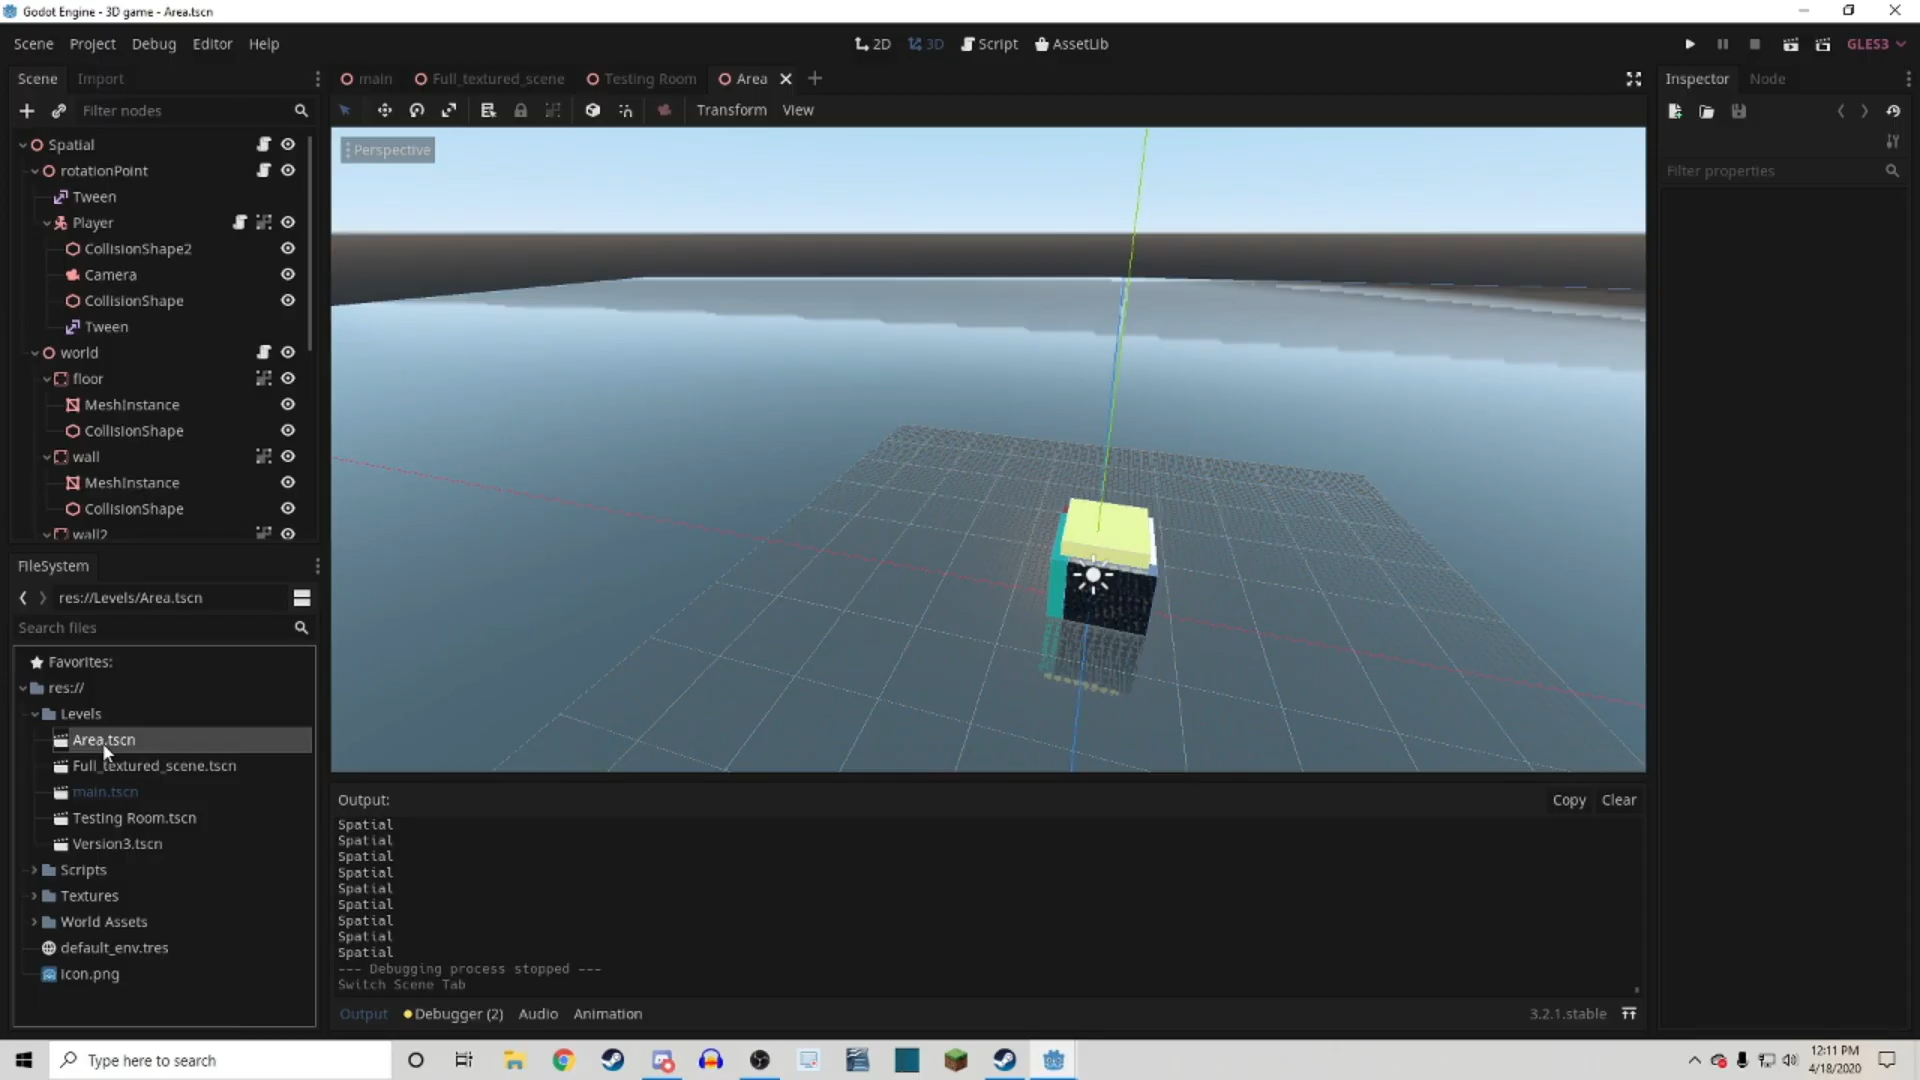 Godot Engine - 3D game - Area.tscn
Scene Project Debug Editor Help
2D 3D Script AssetLib
GLES3
Scene Import
main Full_textured_scene Testing Room Area
Inspector Node
Filter nodes
Transform View
Perspective
Filter properties
Spatial
rotationPoint
Tween
Player
CollisionShape2
Camera
CollisionShape
Tween
world
floor
MeshInstance
CollisionShape
wall
MeshInstance
CollisionShape
wall2
FileSystem
res://Levels/Area.tscn
Search files
Favorites:
res://
Levels
Area.tscn
Full_textured_scene.tscn
main.tscn
Testing Room.tscn
Version3.tscn
Scripts
Textures
World Assets
default_env.tres
icon.png
Output:
Copy Clear
Spatial
Spatial
Spatial
Spatial
Spatial
Spatial
Spatial
Spatial
Spatial
--- Debugging process stopped ---
Switch Scene Tab
Output Debugger (2) Audio Animation
3.2.1.stable
Type here to search
12:11 PM
4/18/2020